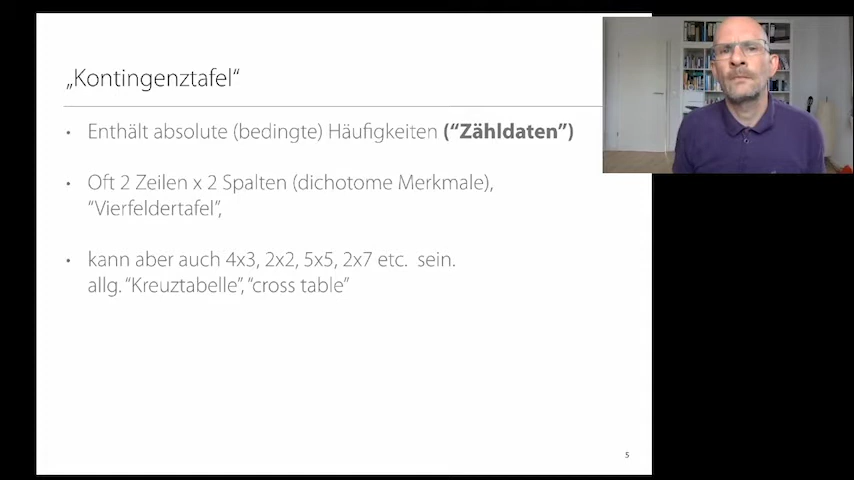 „Kontingenztafel“
• Enthält absolute (bedingte) Häufigkeiten (“Zähldaten”)
• Oft 2 Zeilen x 2 Spalten (dichotome Merkmale),
“Vierfeldertafel”,
• kann aber auch 4x3, 2x2, 5x5, 2x7 etc. sein.
allg. “Kreuztabelle”, “cross table”
5